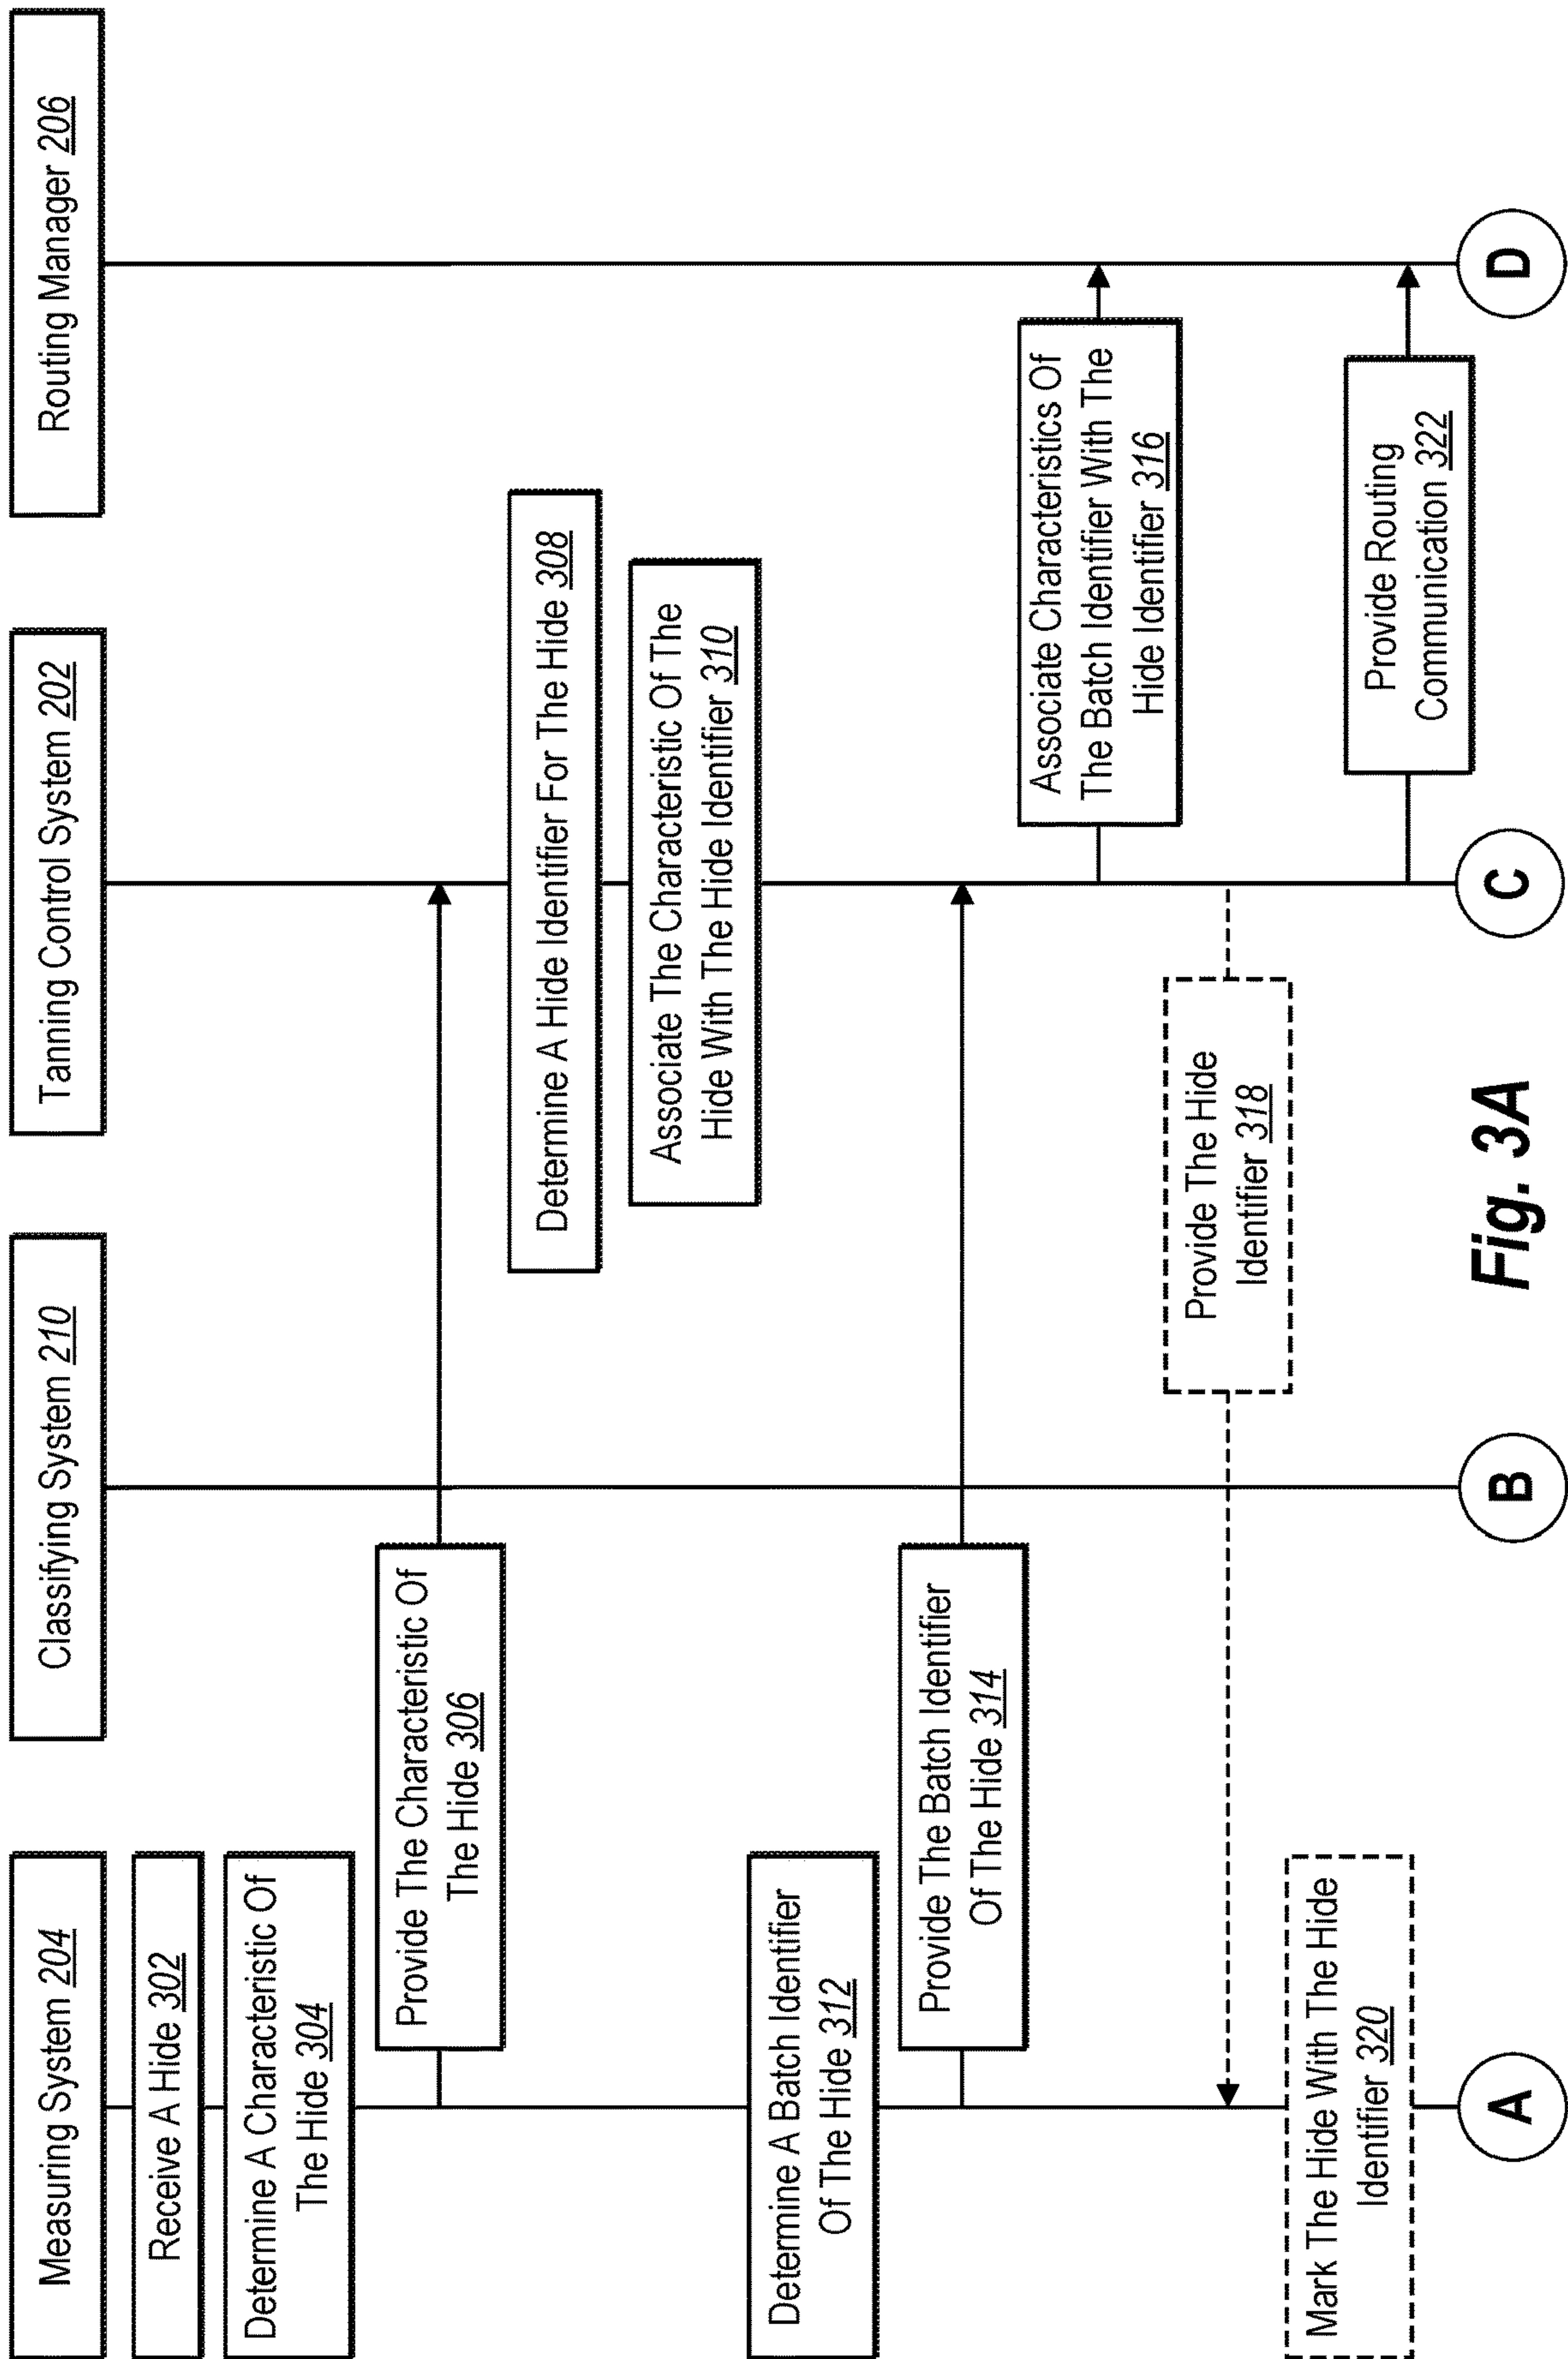 Measuring System 204
Classifying System 210
Tanning Control System 202
Routing Manager 206
Receive A Hide 302
Determine A Characteristic Of
The Hide 304
Provide The Characteristic Of
The Hide 306
Determine A Hide Identifier For The Hide 308
Associate The Characteristic Of The
Hide With The Hide Identifier 310
Determine A Batch Identifier
Of The Hide 312
Provide The Batch Identifier
Of The Hide 314
Associate Characteristics Of
The Batch Identifier With The
Hide Identifier 316
Provide The Hide
Identifier 318
Mark The Hide With The Hide
Identifier 320
Provide Routing
Communication 322
A
B
C
D
Fig. 3A